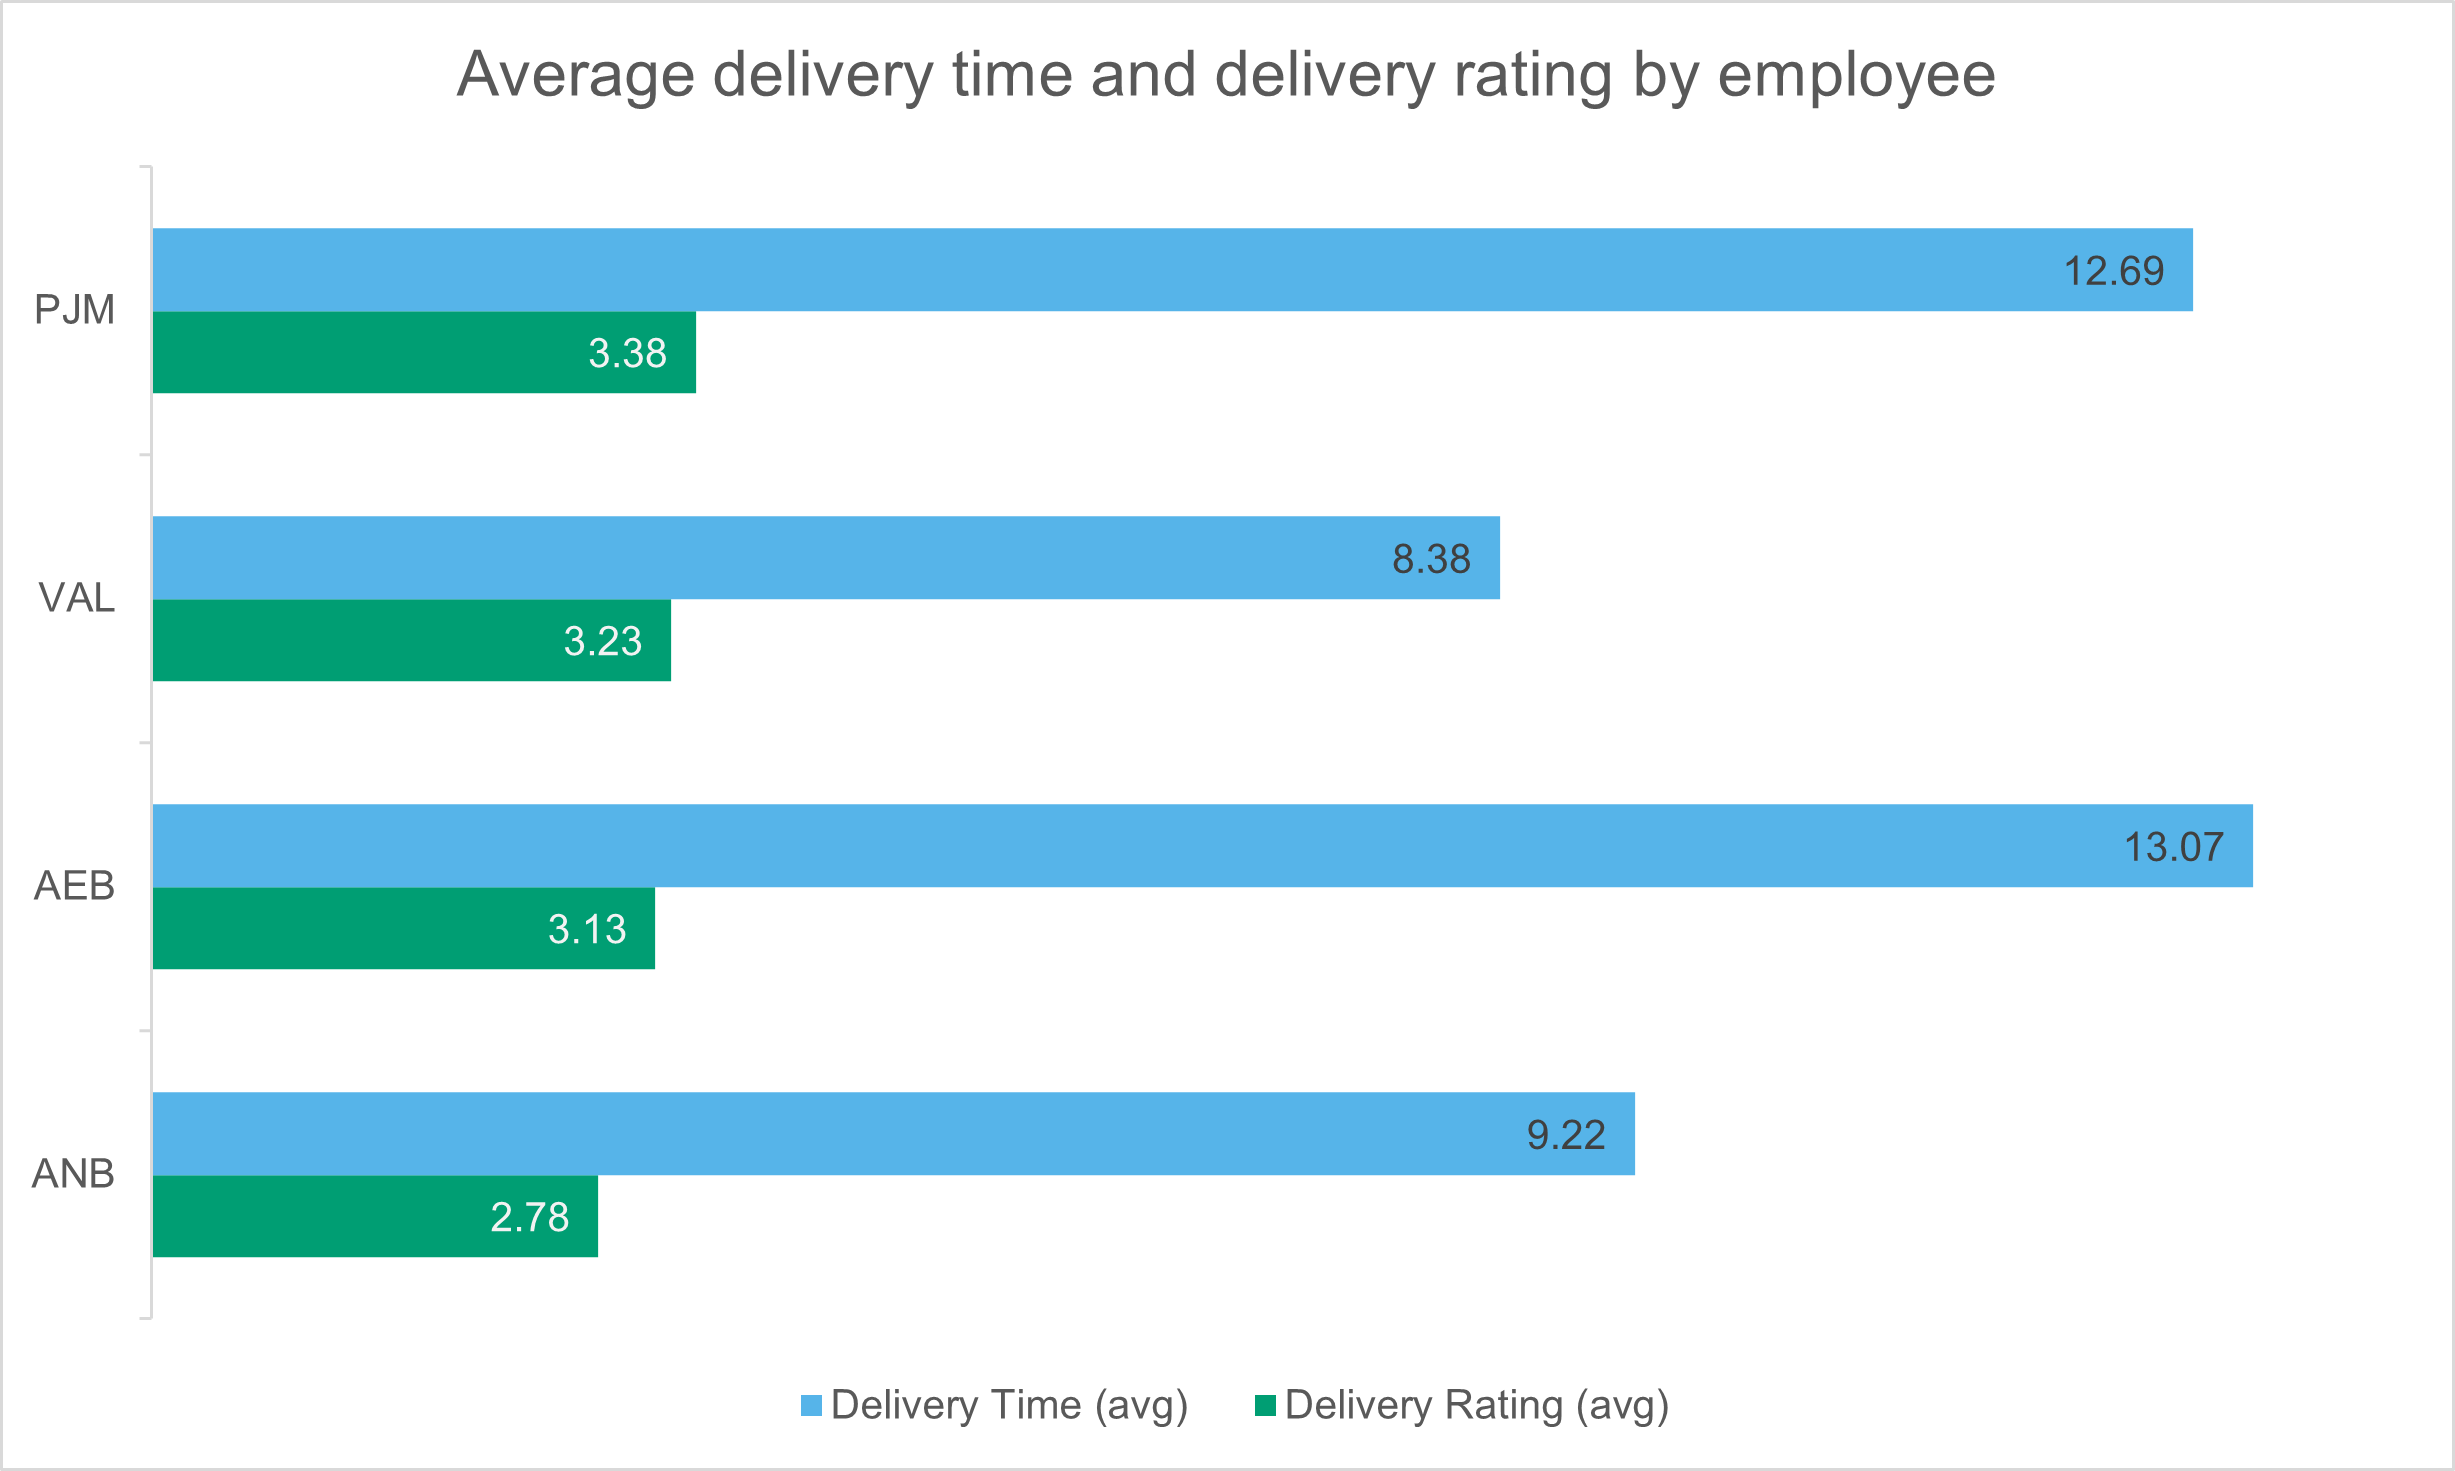 Average delivery time and delivery rating by employee
PJM
12.69
3.38
VAL
8.38
3.23
AEB
13.07
3.13
ANB
9.22
2.78
Delivery Time (avg) Delivery Rating (avg)